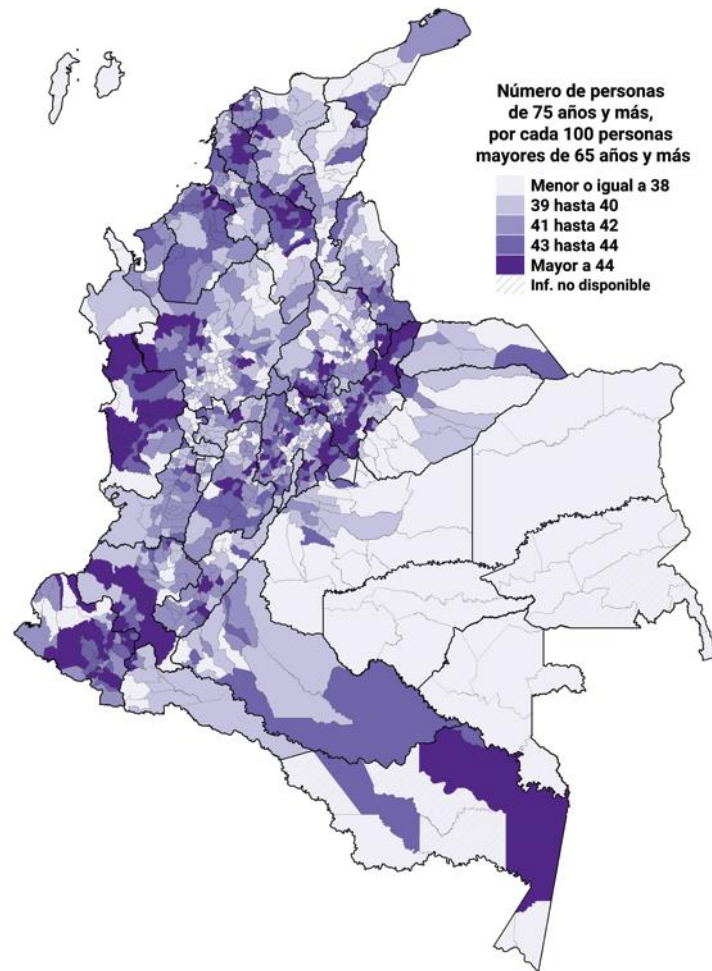 Número de personas
de 75 años y más,
por cada 100 personas
mayores de 65 años y más
Menor o igual a 38
39 hasta 40
41 hasta 42
43 hasta 44
Mayor a 44
Inf. no disponible